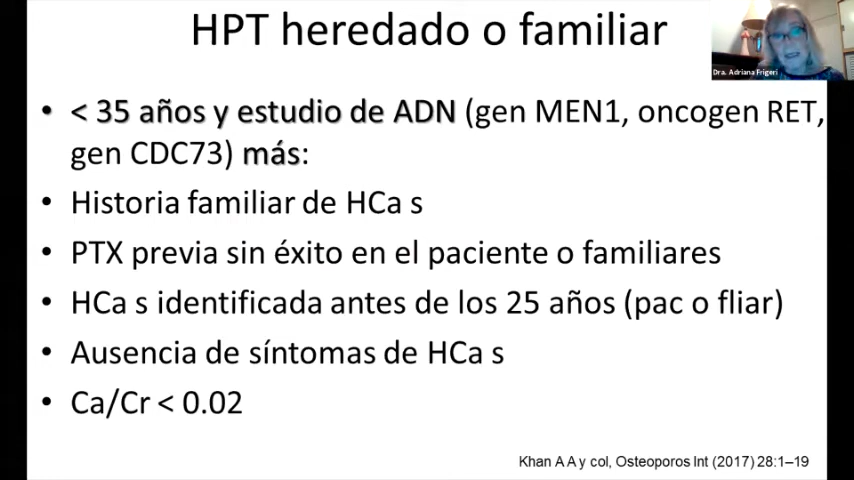 HPT heredado o familiar
Dra. Adriana Frigeri
• < 35 años y estudio de ADN (gen MEN1, oncogen RET,
gen CDC73) más:
• Historia familiar de HCa s
• PTX previa sin éxito en el paciente o familiares
• HCa s identificada antes de los 25 años (pac o fliar)
• Ausencia de síntomas de HCa s
• Ca/Cr < 0.02
Khan A A y col, Osteoporos Int (2017) 28:1–19